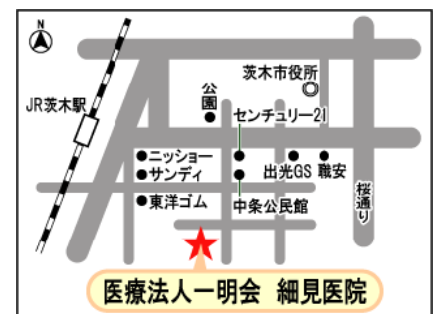 N
茨木市役所
JR茨木駅
公園
センチュリー21
ニッショー
サンディ
出光GS
職安
東洋ゴム
中条公民館
桜通り
医療法人一明会 細見医院